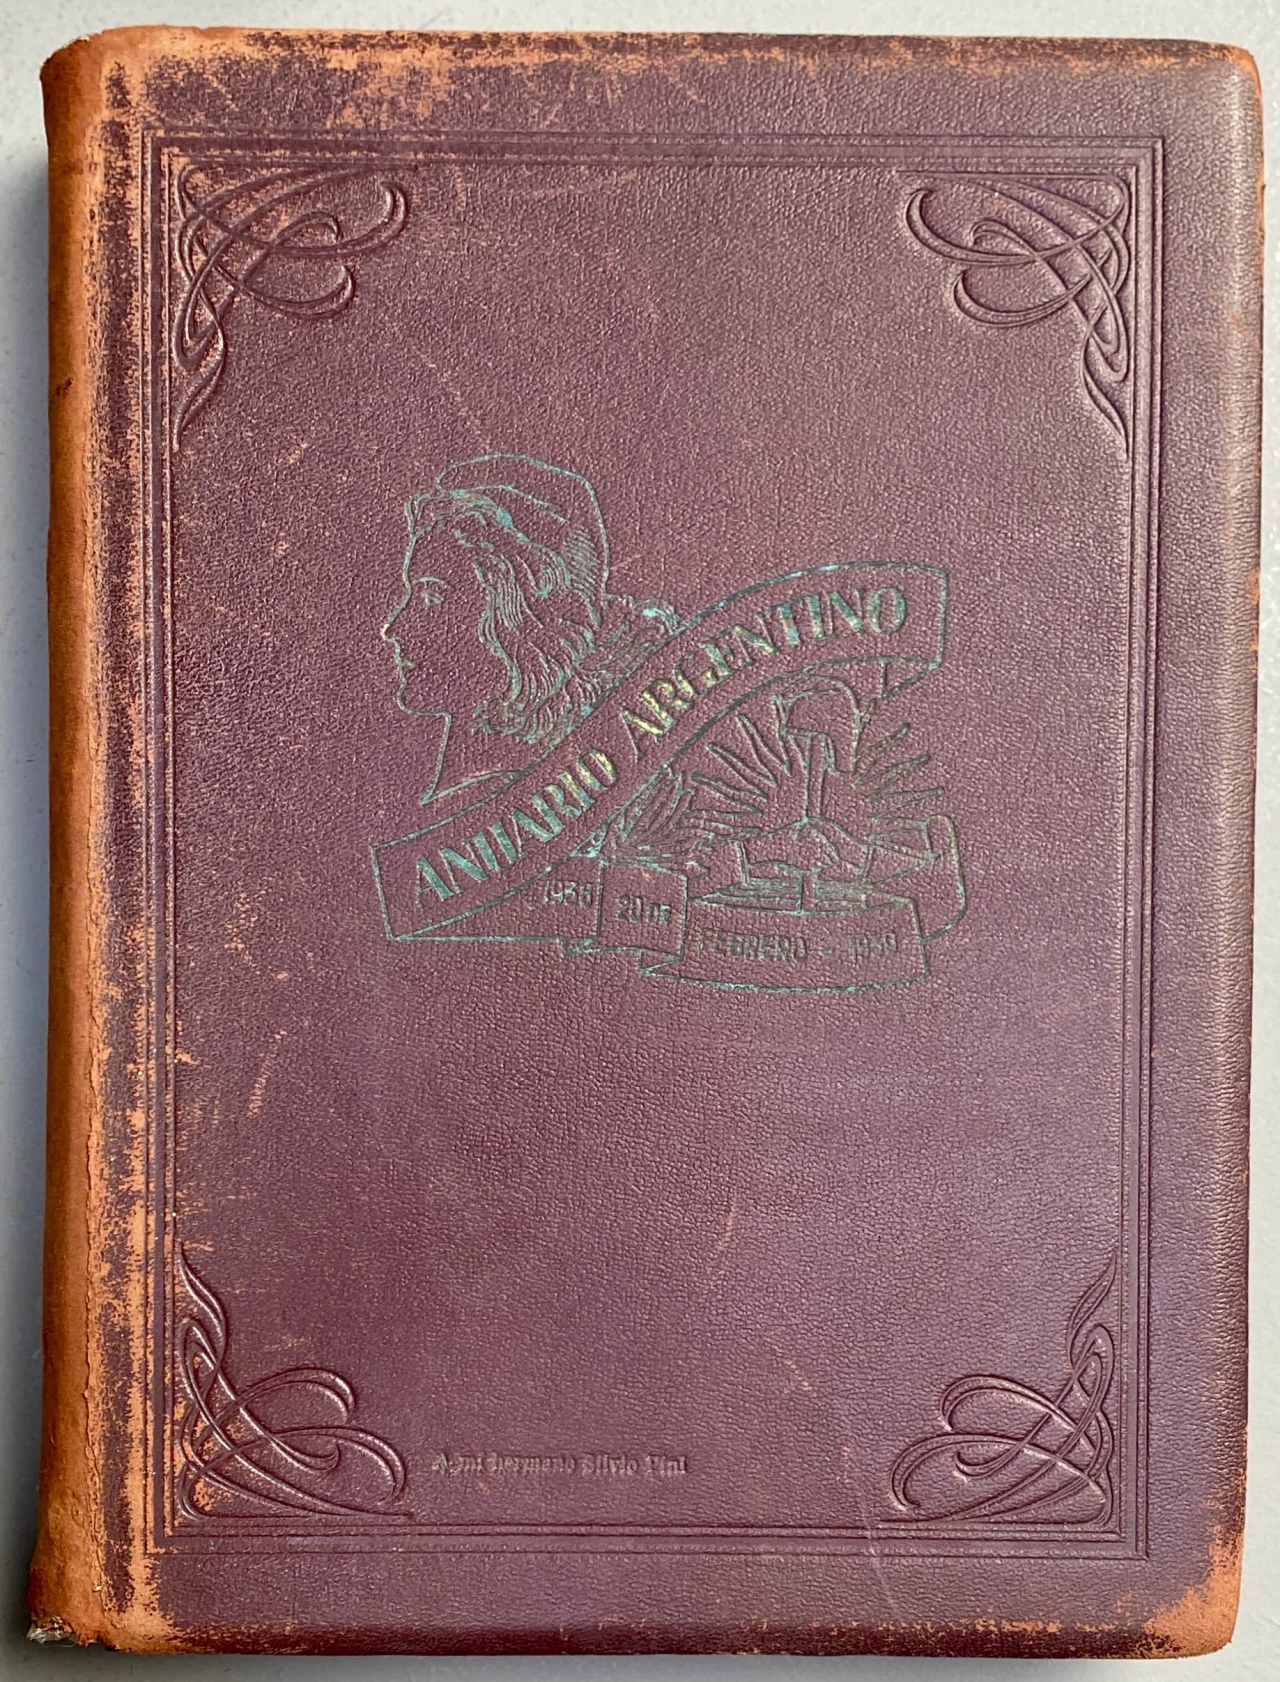 ANUARIO ARGENTINO
1938 20 DE FEBRERO - 1939
A mi hermano Silvio Pini